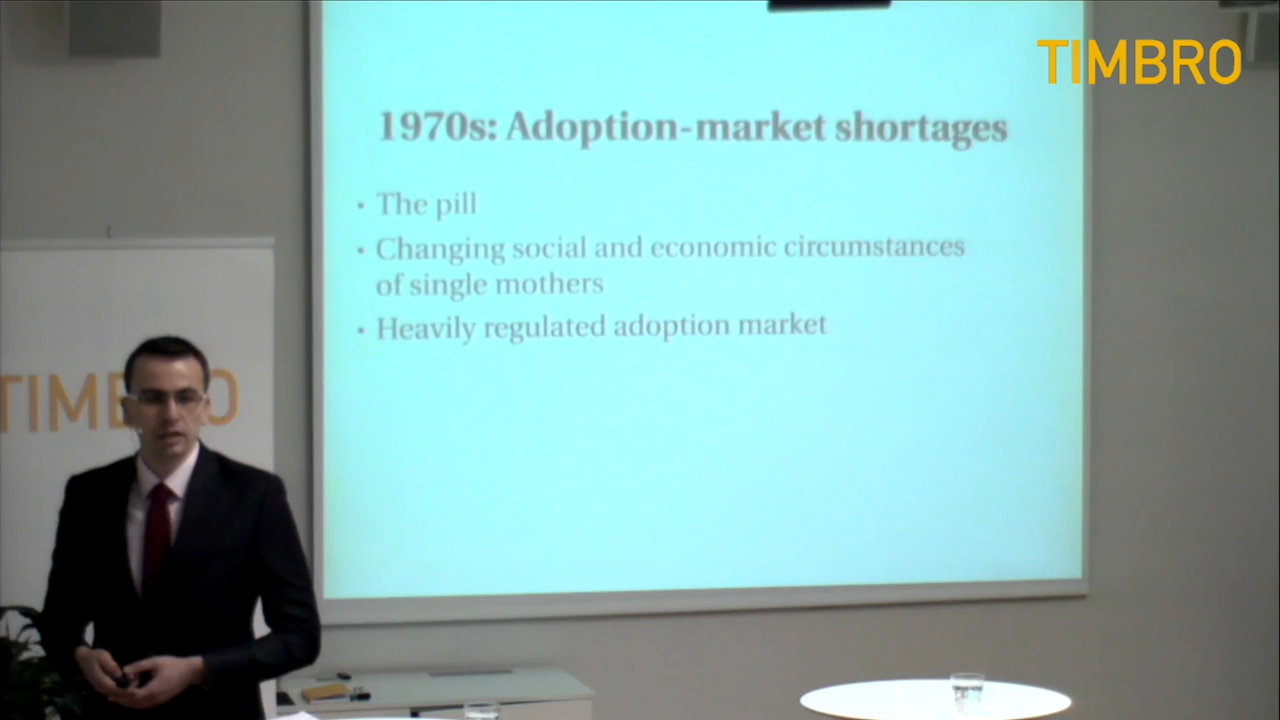 TIMBRO
1970s: Adoption-market shortages
• The pill
• Changing social and economic circumstances
of single mothers
• Heavily regulated adoption market
TIMBRO